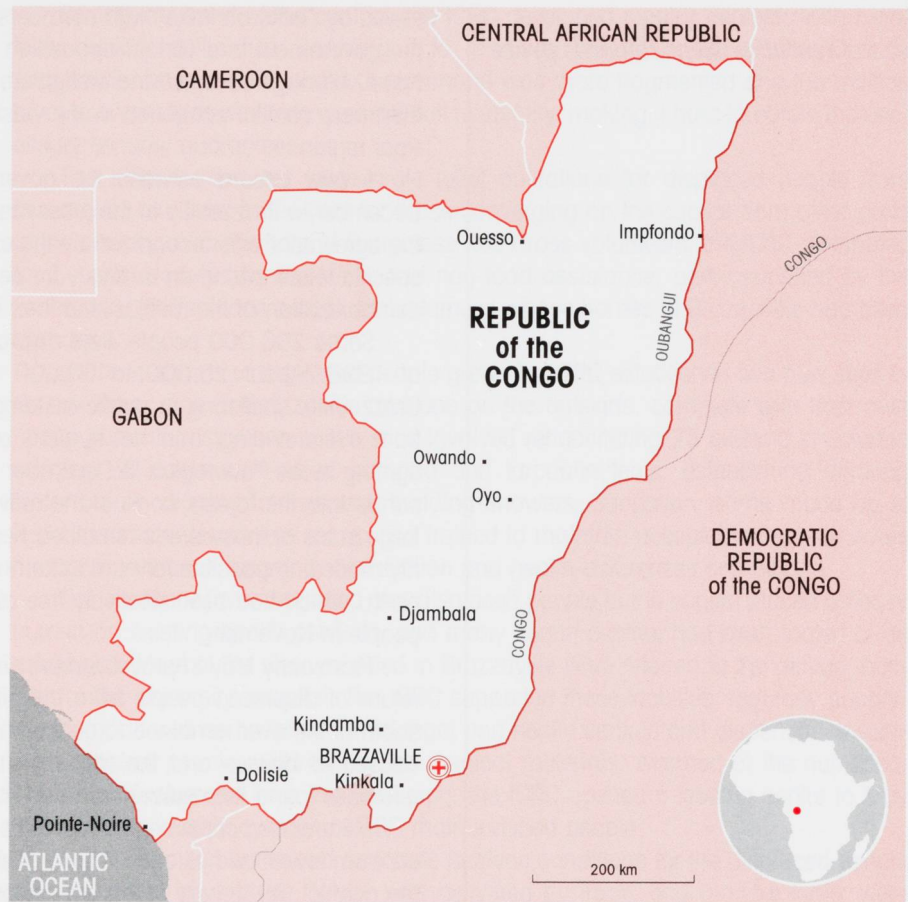 CENTRAL AFRICAN REPUBLIC
CAMEROON
Ouesso
Impfondo
CONGO
REPUBLIC
of the
CONGO
OUBANGUI
GABON
Owando
Oyo
DEMOCRATIC
REPUBLIC
of the CONGO
Djambala
CONGO
Kindamba
BRAZZAVILLE
Dolisie
Kinkala
Pointe-Noire
ATLANTIC
OCEAN
200 km